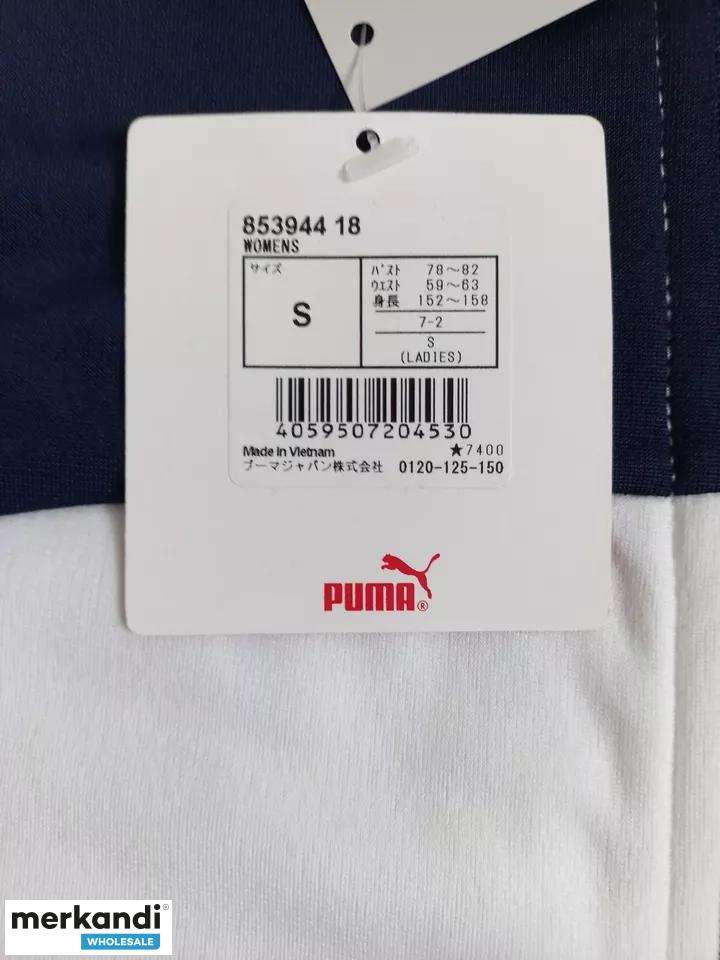 853944 18
WOMENS
サイズ
S
バスト 78～82
ウエスト 59～63
身長 152～158
7-2
S
(LADIES)
4059507204530
Made in Vietnam ★7400
プーマジャパン株式会社 0120-125-150
PUMA®
merkandi®
WHOLESALE